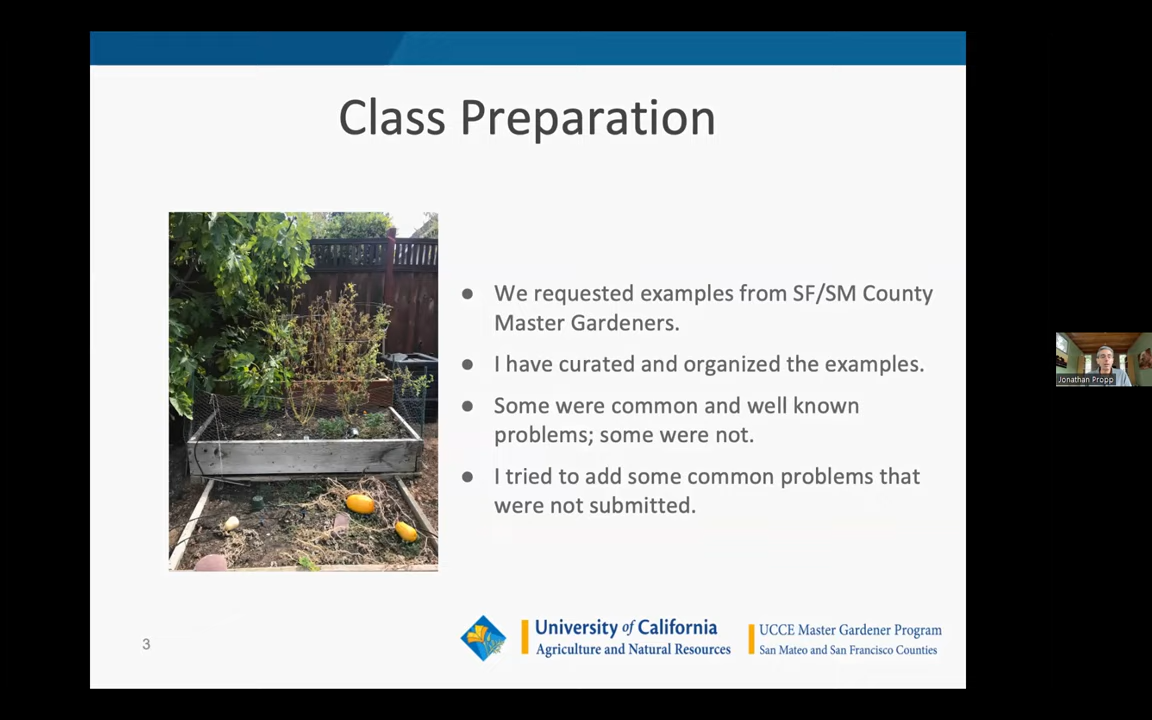 Class Preparation
● We requested examples from SF/SM County
Master Gardeners.
● I have curated and organized the examples.
● Some were common and well known
problems; some were not.
● I tried to add some common problems that
were not submitted.
Jonathan Propp
3
University of California
Agriculture and Natural Resources
UCCE Master Gardener Program
San Mateo and San Francisco Counties